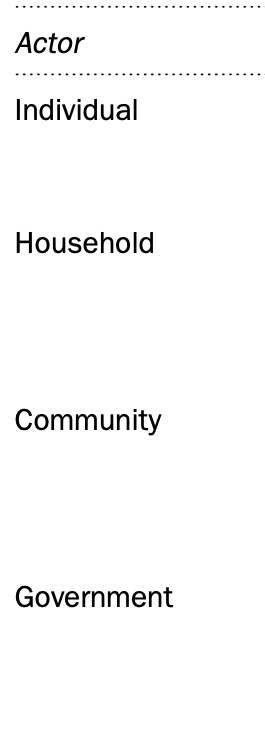 Actor
Individual
Household
Community
Government